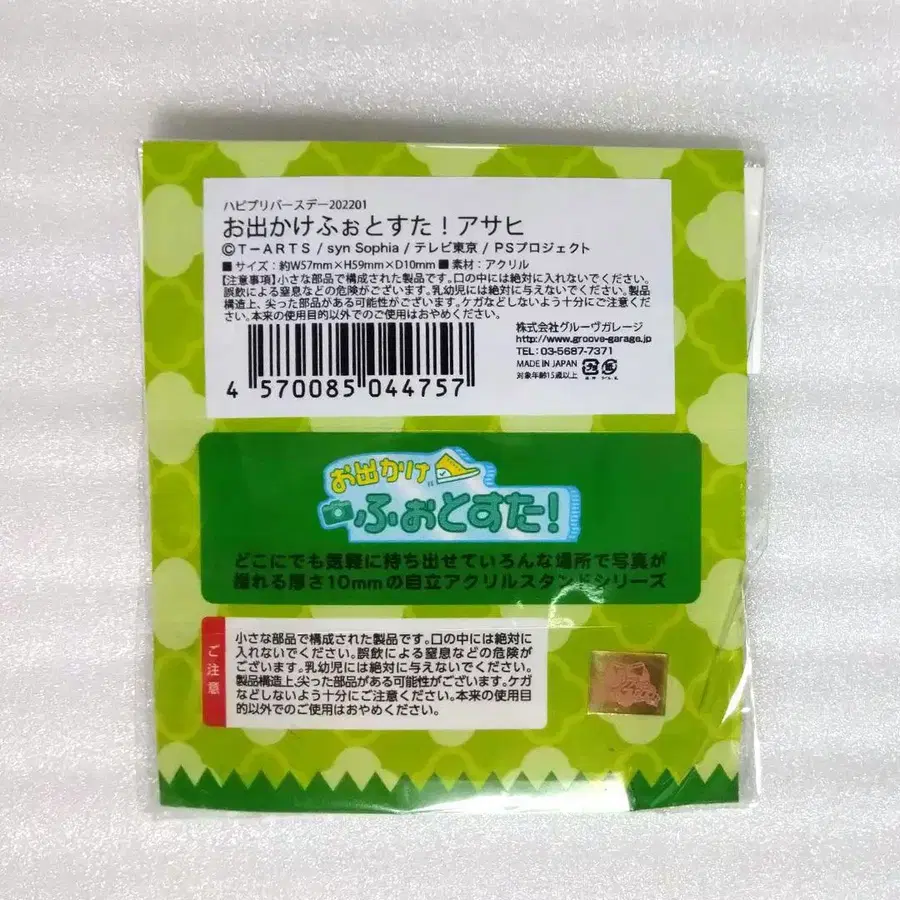 ハピプリバースデー202201
お出かけふぉとすた！アサヒ
©T-ARTS / syn Sophia / テレビ東京 / PSプロジェクト
■サイズ：約W57mm×H59mm×D10mm ■素材：アクリル
【注意事項】小さな部品で構成された製品です。口の中には絶対に入れないでください。
誤飲による窒息などの危険がございます。乳幼児には絶対に与えないでください。製品
構造上、尖った部品がある可能性がございます。ケガなどしないよう十分にご注意くだ
さい。本来の使用目的以外でのご使用はおやめください。
4 570085 044757
株式会社グルーヴガレージ
http://www.groove-garage.jp
TEL：03-5687-7371
MADE IN JAPAN
対象年齢15歳以上
お出かけ
ふぉとすた！
どこにでも気軽に持ち出せていろんな場所で写真が
撮れる厚さ10mmの自立アクリルスタンドシリーズ
ご注意
小さな部品で構成された製品です。口の中には絶対に
入れないでください。誤飲による窒息などの危険が
ございます。乳幼児には絶対に与えないでください。
製品構造上、尖った部品がある可能性がございます。ケガ
などしないよう十分にご注意ください。本来の使用目
的以外でのご使用はおやめください。